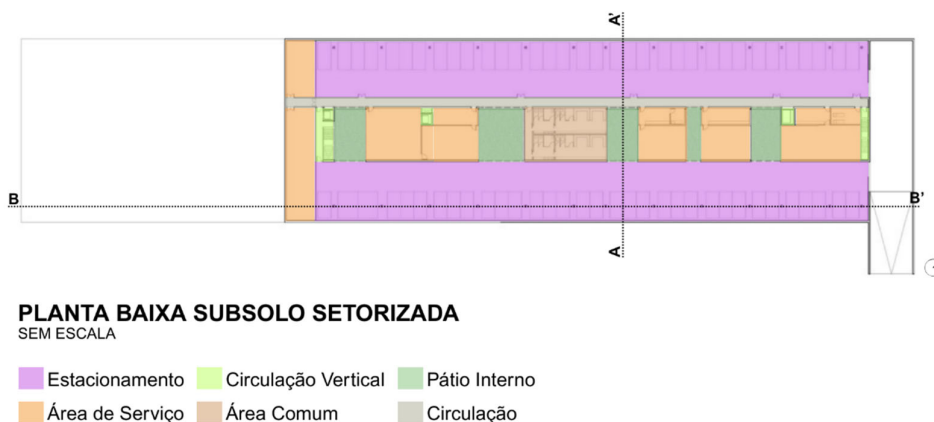 A'
B
B'
A
PLANTA BAIXA SUBSOLO SETORIZADA
SEM ESCALA
Estacionamento Circulação Vertical Pátio Interno
Área de Serviço Área Comum Circulação